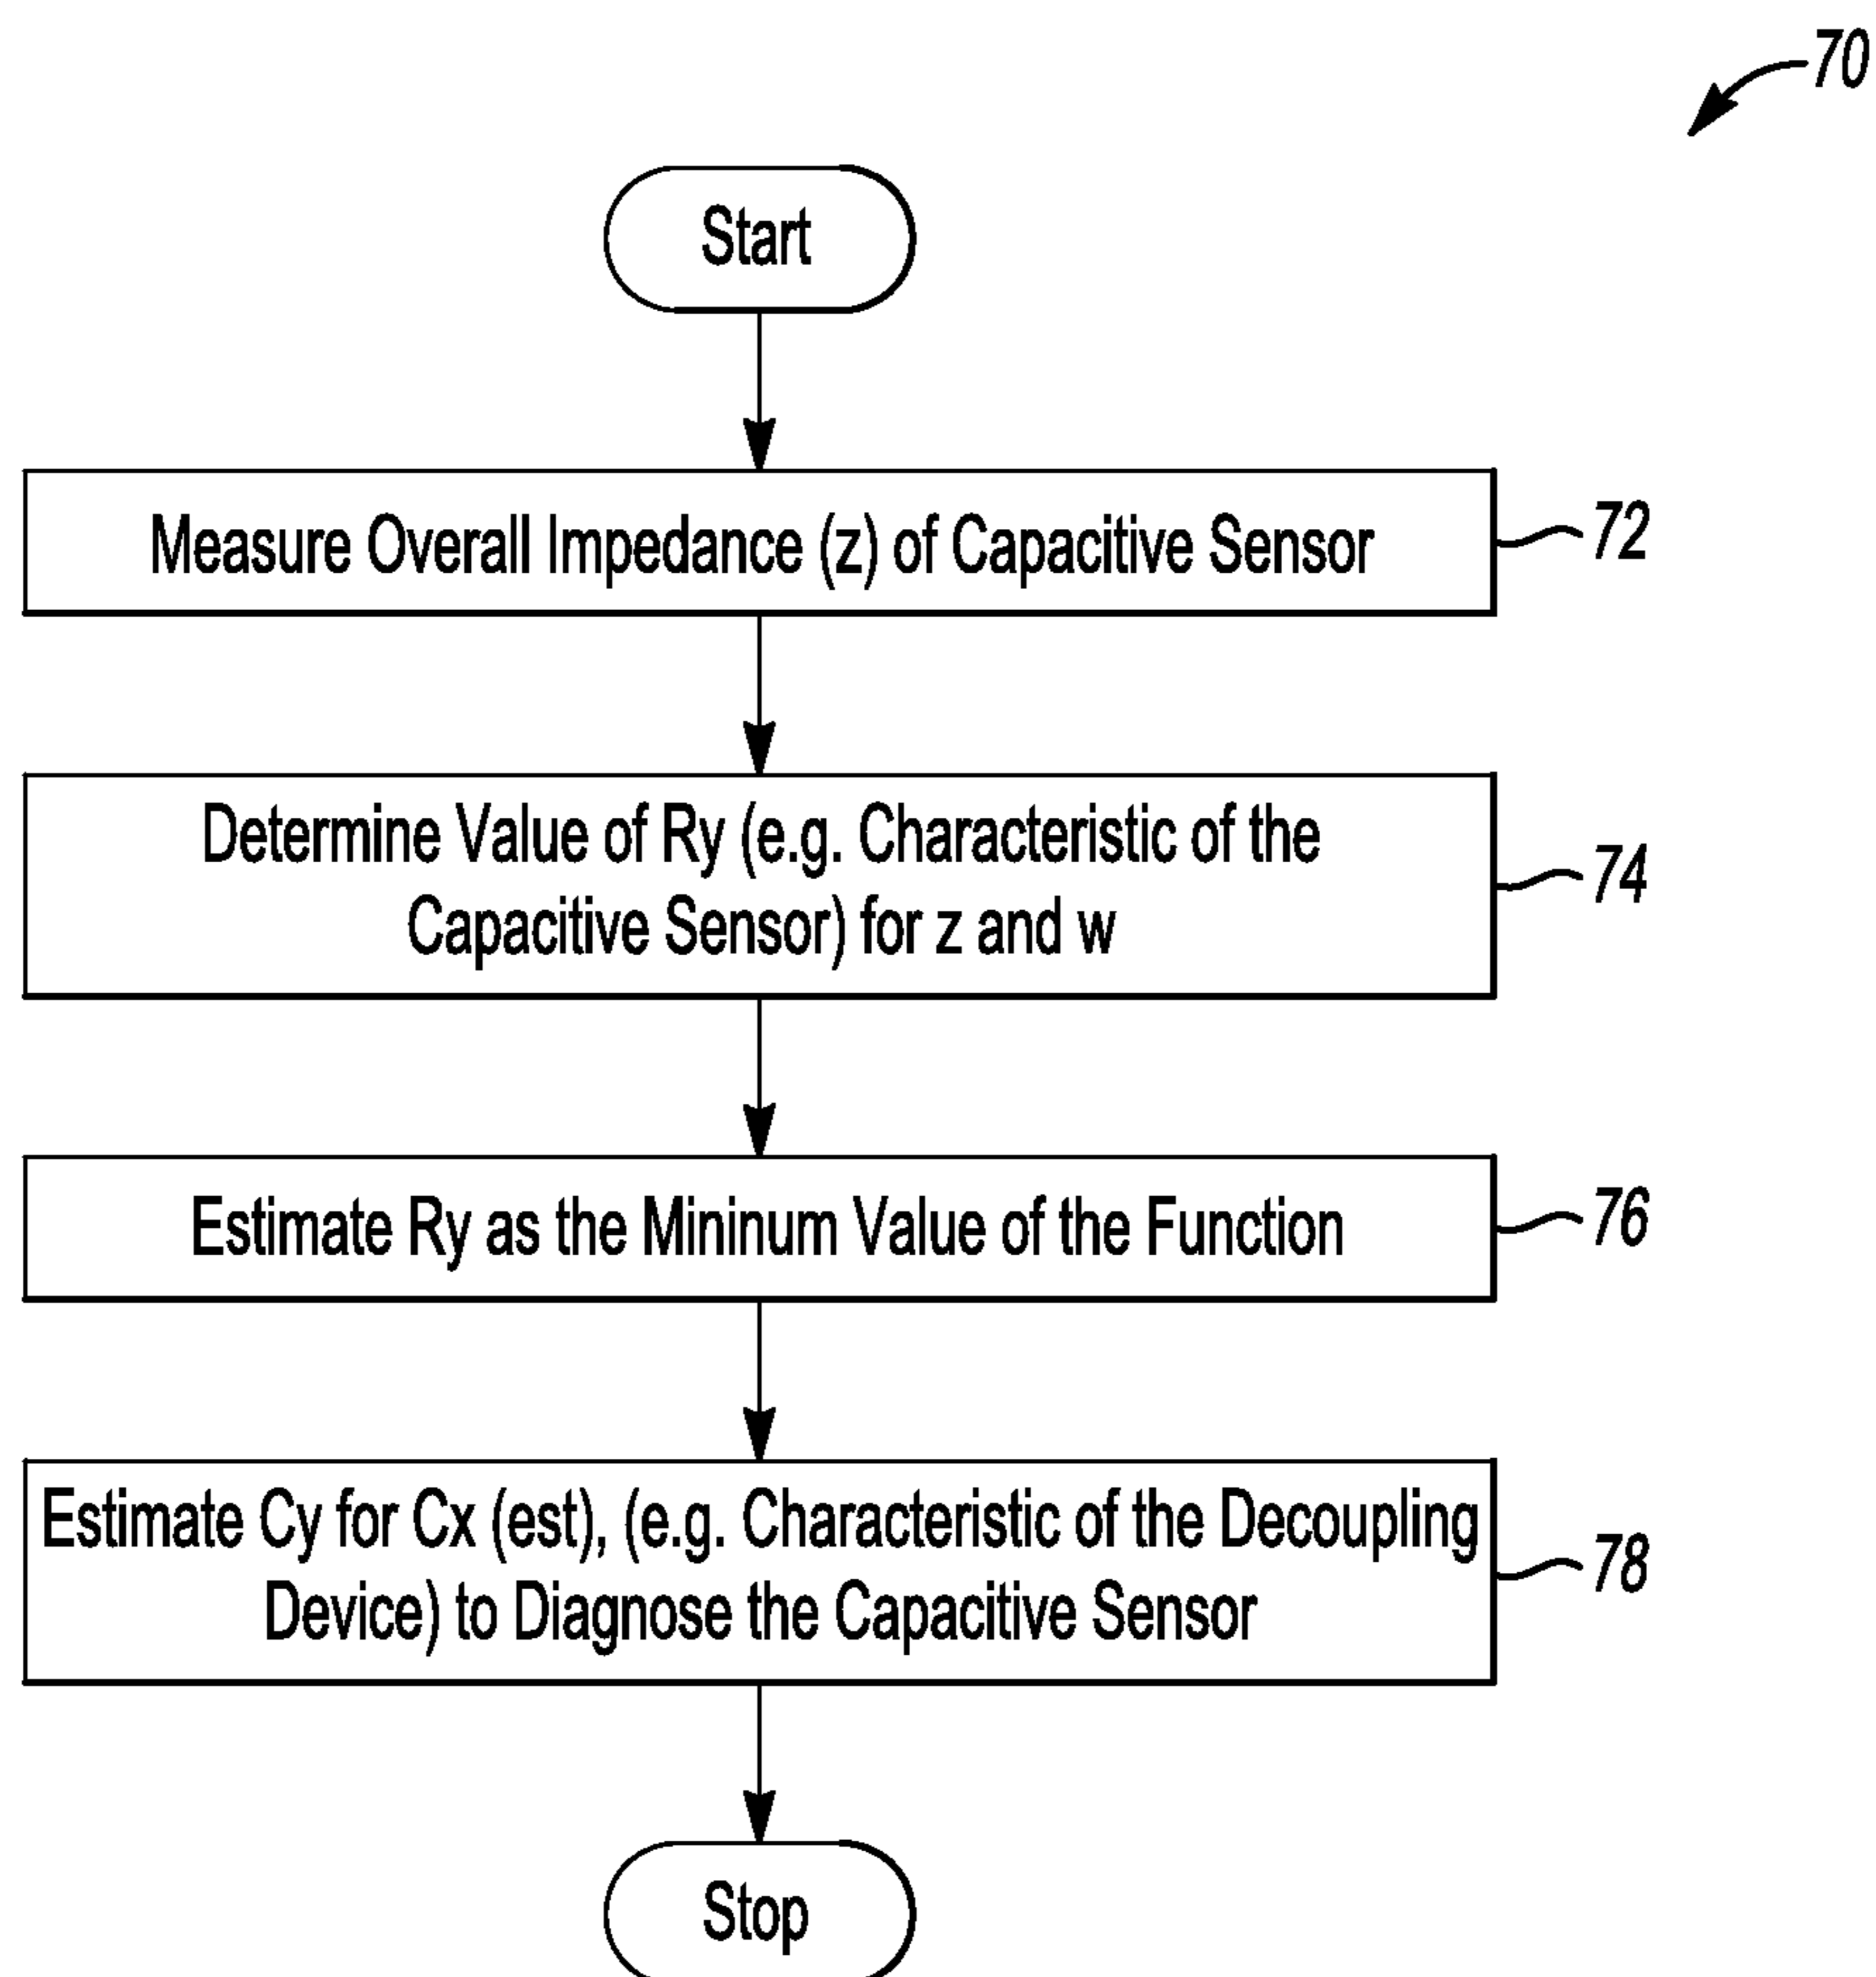 70
Start
Measure Overall Impedance (z) of Capacitive Sensor
72
Determine Value of Ry (e.g. Characteristic of the
Capacitive Sensor) for z and w
74
Estimate Ry as the Mininum Value of the Function
76
Estimate Cy for Cx (est), (e.g. Characteristic of the Decoupling
Device) to Diagnose the Capacitive Sensor
78
Stop